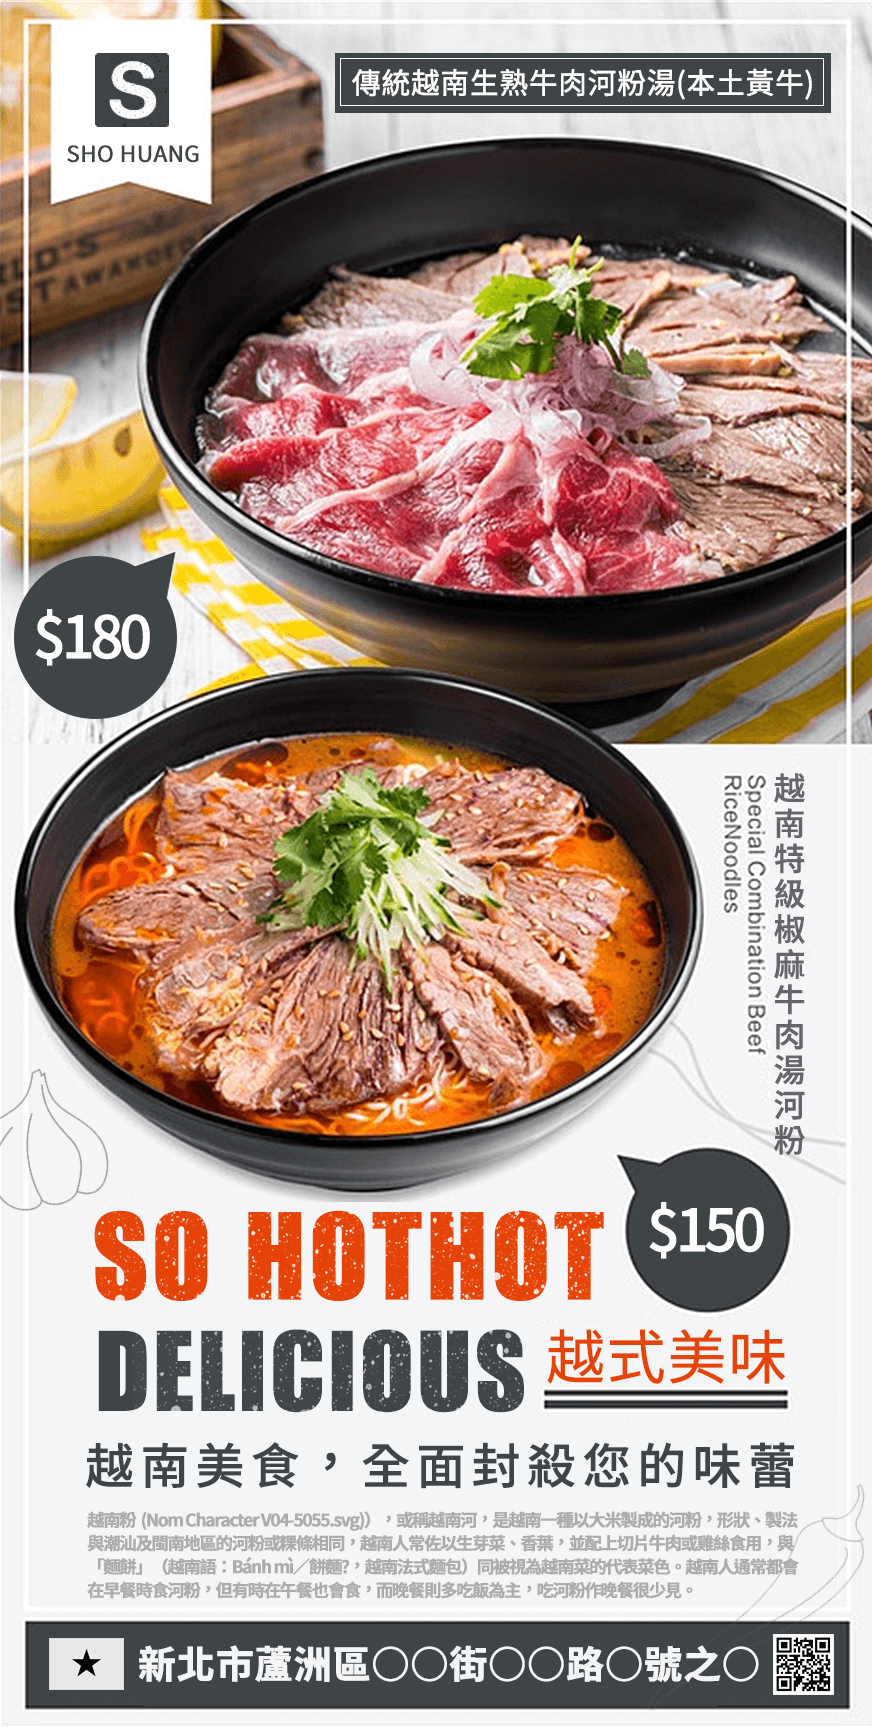 S
SHO HUANG
傳統越南生熟牛肉河粉湯(本土黃牛)
$180
越南特級椒麻牛肉湯河粉
Special Combination Beef
RiceNoodles
$150
SO HOTHOT
DELICIOUS
越式美味
越南美食，全面封殺您的味蕾
越南粉 (Nom Character V04-5055.svg)），或稱越南河，是越南一種以大米製成的河粉，形狀、製法
與潮汕及閩南地區的河粉或粿條相同，越南人常佐以生芽菜、香葉，並配上切片牛肉或雞絲食用，與
「麵餅」（越南語：Bánh mì／餅麵?，越南法式麵包）同被視為越南菜的代表菜色。越南人通常都會
在早餐時食河粉，但有時在午餐也會食，而晚餐則多吃飯為主，吃河粉作晚餐很少見。
★ 新北市蘆洲區○○街○○路○號之○